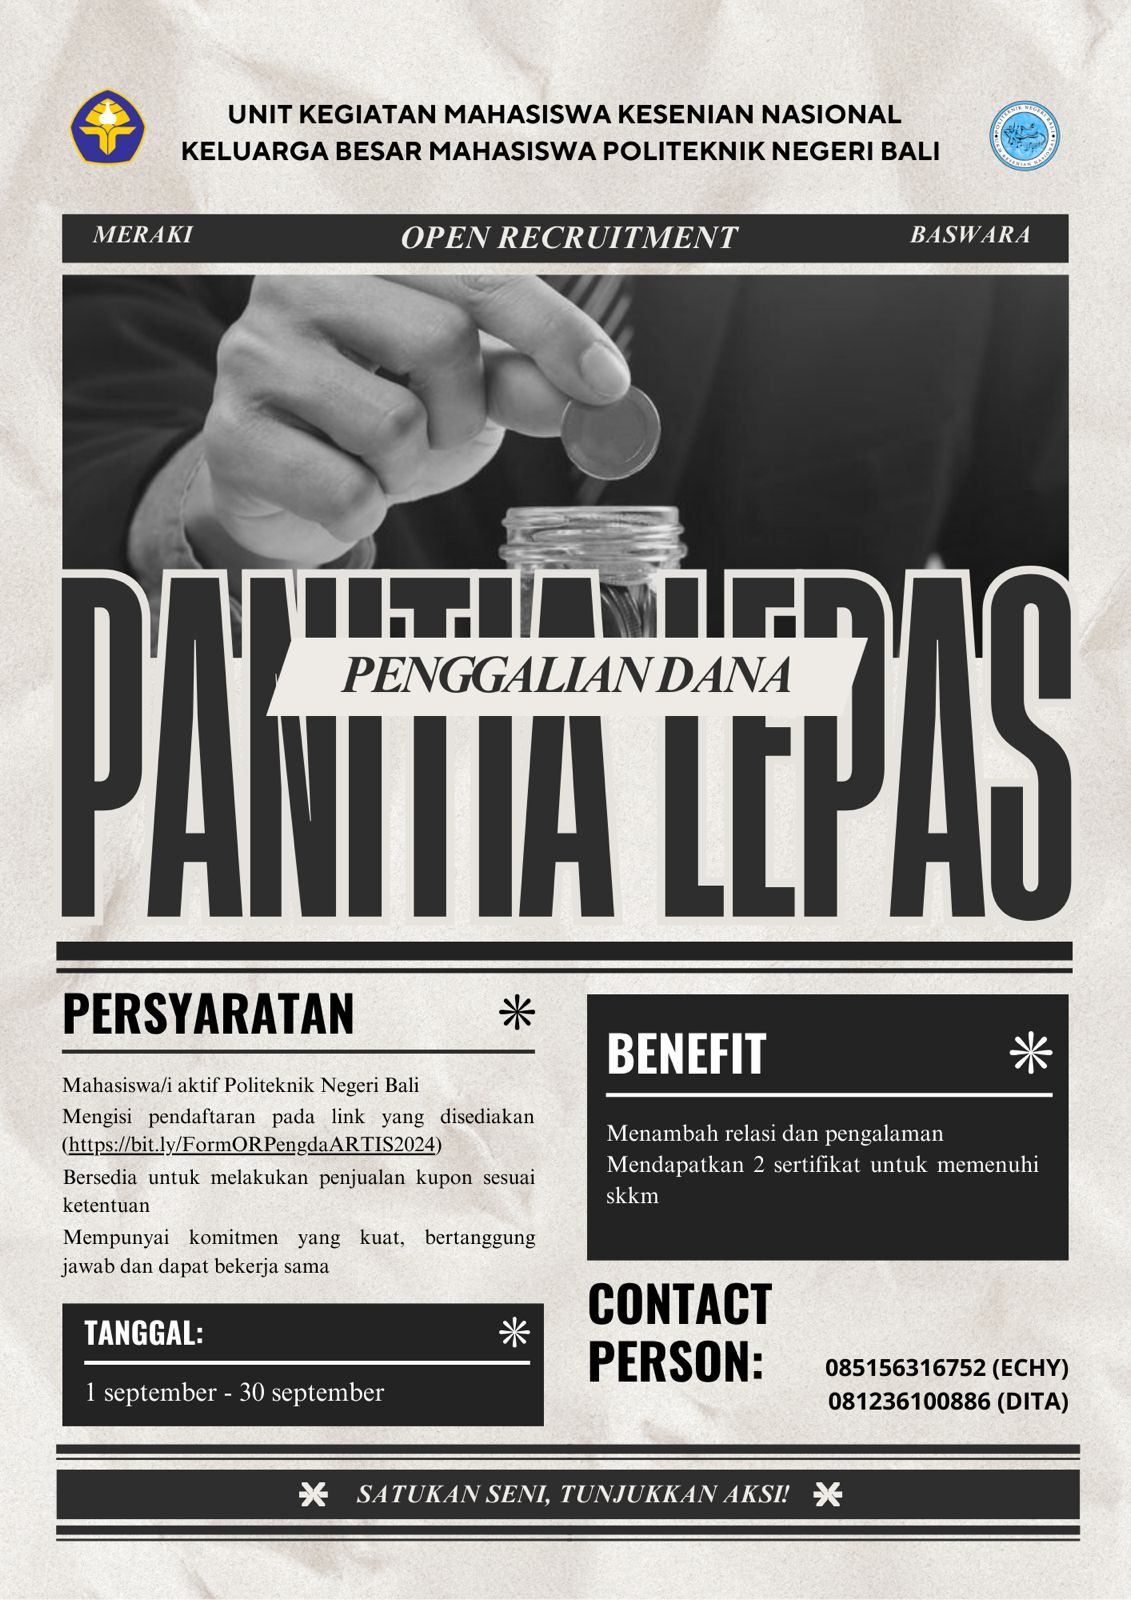 UNIT KEGIATAN MAHASISWA KESENIAN NASIONAL
KELUARGA BESAR MAHASISWA POLITEKNIK NEGERI BALI
MERAKI
OPEN RECRUITMENT
BASWARA
PANITIA LEPAS
PENGGALIAN DANA
PERSYARATAN
Mahasiswa/i aktif Politeknik Negeri Bali
Mengisi pendaftaran pada link yang disediakan
(https://bit.ly/FormORPengdaARTIS2024)
Bersedia untuk melakukan penjualan kupon sesuai
ketentuan
Mempunyai komitmen yang kuat, bertanggung
jawab dan dapat bekerja sama
TANGGAL:
1 september - 30 september
BENEFIT
Menambah relasi dan pengalaman
Mendapatkan 2 sertifikat untuk memenuhi
skkm
CONTACT
PERSON:
085156316752 (ECHY)
081236100886 (DITA)
SATUKAN SENI, TUNJUKKAN AKSI!